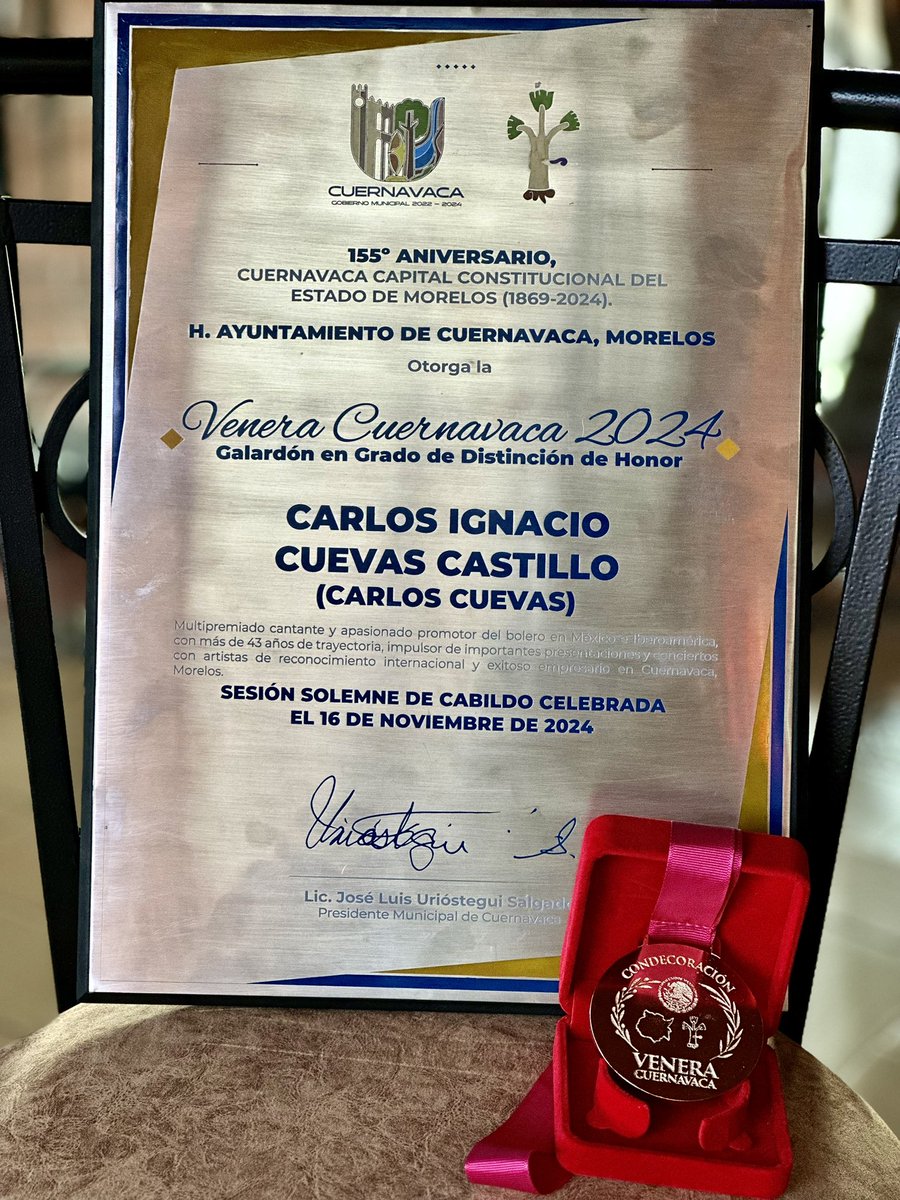 CUERNAVACA
GOBIERNO MUNICIPAL 2022 - 2024
155º ANIVERSARIO,
CUERNAVACA CAPITAL CONSTITUCIONAL DEL
ESTADO DE MORELOS (1869-2024).
H. AYUNTAMIENTO DE CUERNAVACA, MORELOS
Otorga la
Venera Cuernavaca 2024
Galardón en Grado de Distinción de Honor
CARLOS IGNACIO
CUEVAS CASTILLO
(CARLOS CUEVAS)
Multipremiado cantante y apasionado promotor del bolero en México e Iberoamérica,
con más de 43 años de trayectoria, impulsor de importantes presentaciones y conciertos
con artistas de reconocimiento internacional y exitoso empresario en Cuernavaca,
Morelos.
SESIÓN SOLEMNE DE CABILDO CELEBRADA
EL 16 DE NOVIEMBRE DE 2024
Lic. José Luis Urióstegui Salgado
Presidente Municipal de Cuernavaca
CONDECORACIÓN
VENERA
CUERNAVACA